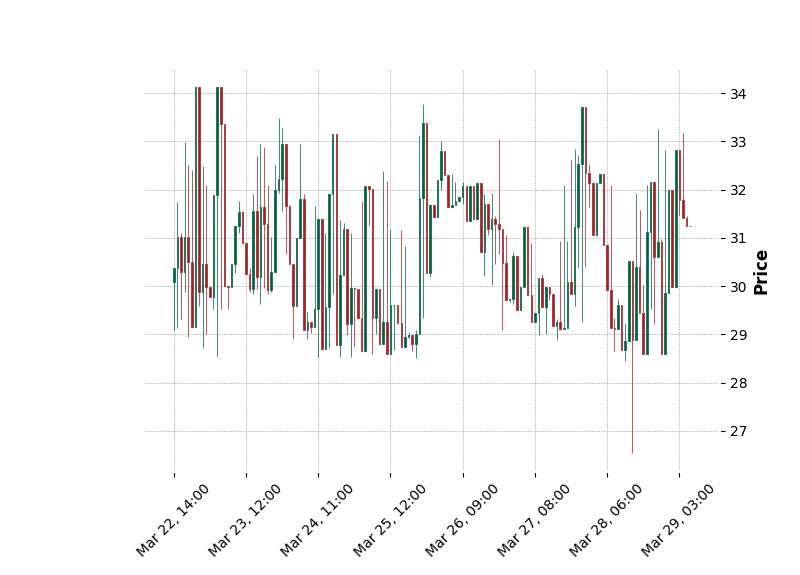 34
33
32
31
30
29
28
27
Price
Mar 22, 14:00
Mar 23, 12:00
Mar 24, 11:00
Mar 25, 12:00
Mar 26, 09:00
Mar 27, 08:00
Mar 28, 06:00
Mar 29, 03:00